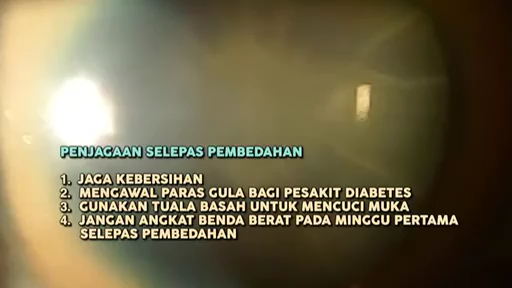 PENJAGAAN SELEPAS PEMBEDAHAN
1. JAGA KEBERSIHAN
2. MENGAWAL PARAS GULA BAGI PESAKIT DIABETES
3. GUNAKAN TUALA BASAH UNTUK MENCUCI MUKA
4. JANGAN ANGKAT BENDA BERAT PADA MINGGU PERTAMA
SELEPAS PEMBEDAHAN